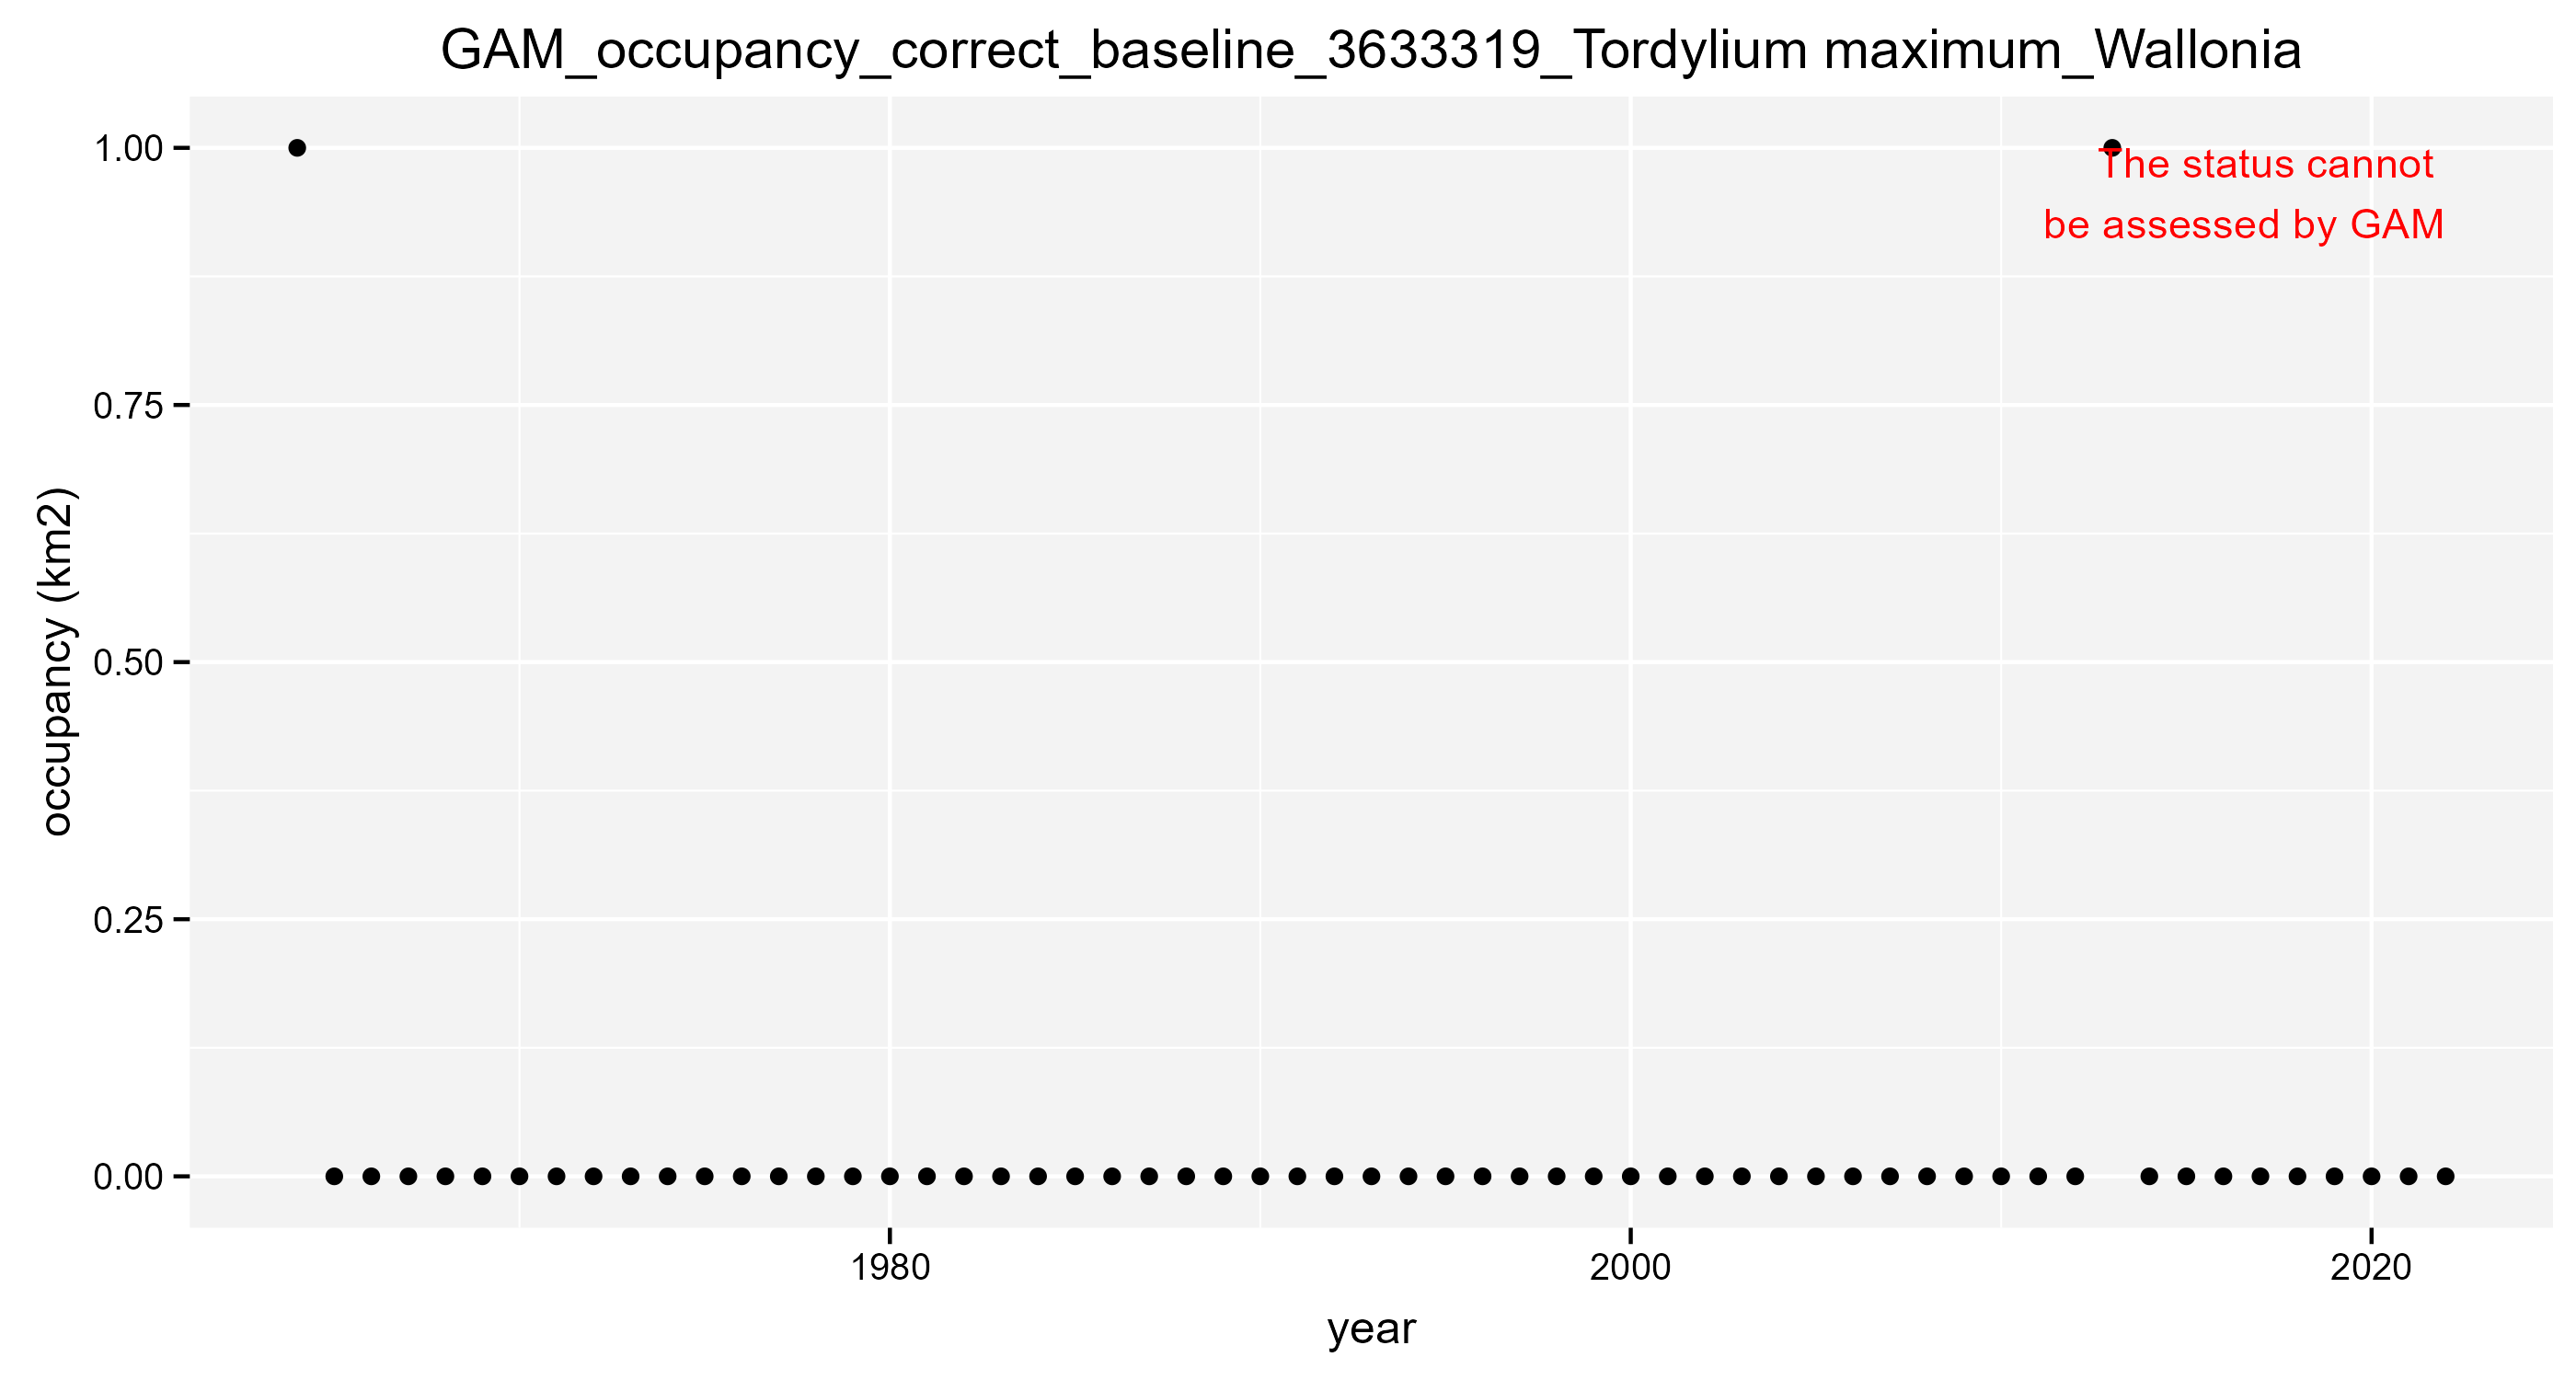 GAM_occupancy_correct_baseline_3633319_Tordylium maximum_Wallonia
1.00
The status cannot
be assessed by GAM
0.75
occupancy (km2)
0.50
0.25
0.00
1980
2000
2020
year